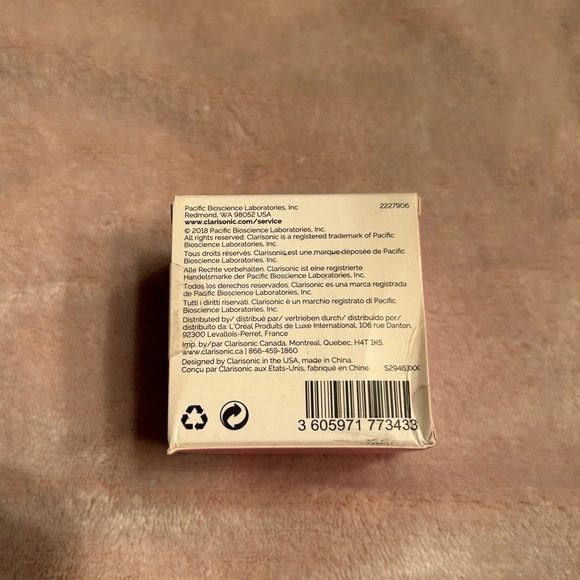 Pacific Bioscience Laboratories, Inc 2227906
Redmond, WA 98052 USA
www.clarisonic.com/service
© 2018 Pacific Bioscience Laboratories, Inc.
All rights reserved. Clarisonic is a registered trademark of Pacific
Bioscience Laboratories, Inc.
Tous droits réservés. Clarisonic est une marque déposée de Pacific
Bioscience Laboratories, Inc.
Alle Rechte vorbehalten. Clarisonic ist eine registrierte
Handelsmarke der Pacific Bioscience Laboratories, Inc.
Todos los derechos reservados. Clarisonic es una marca registrada
de Pacific Bioscience Laboratories, Inc.
Tutti i diritti riservati. Clarisonic è un marchio registrato di Pacific
Bioscience Laboratories, Inc.
Distributed by/ distribué par/ vertrieben durch/ distribuido por/
distribuito da: L'Oréal Produits de Luxe International, 106 rue Danton,
92300 Levallois-Perret, France
Imp. by/par Clarisonic Canada, Montreal, Quebec, H4T 1K5.
www.clarisonic.ca | 866-459-1860
Designed by Clarisonic in the USA, made in China.
Conçu par Clarisonic aux Etats-Unis, fabriqué en Chine. S29463XX
3 605971 773433